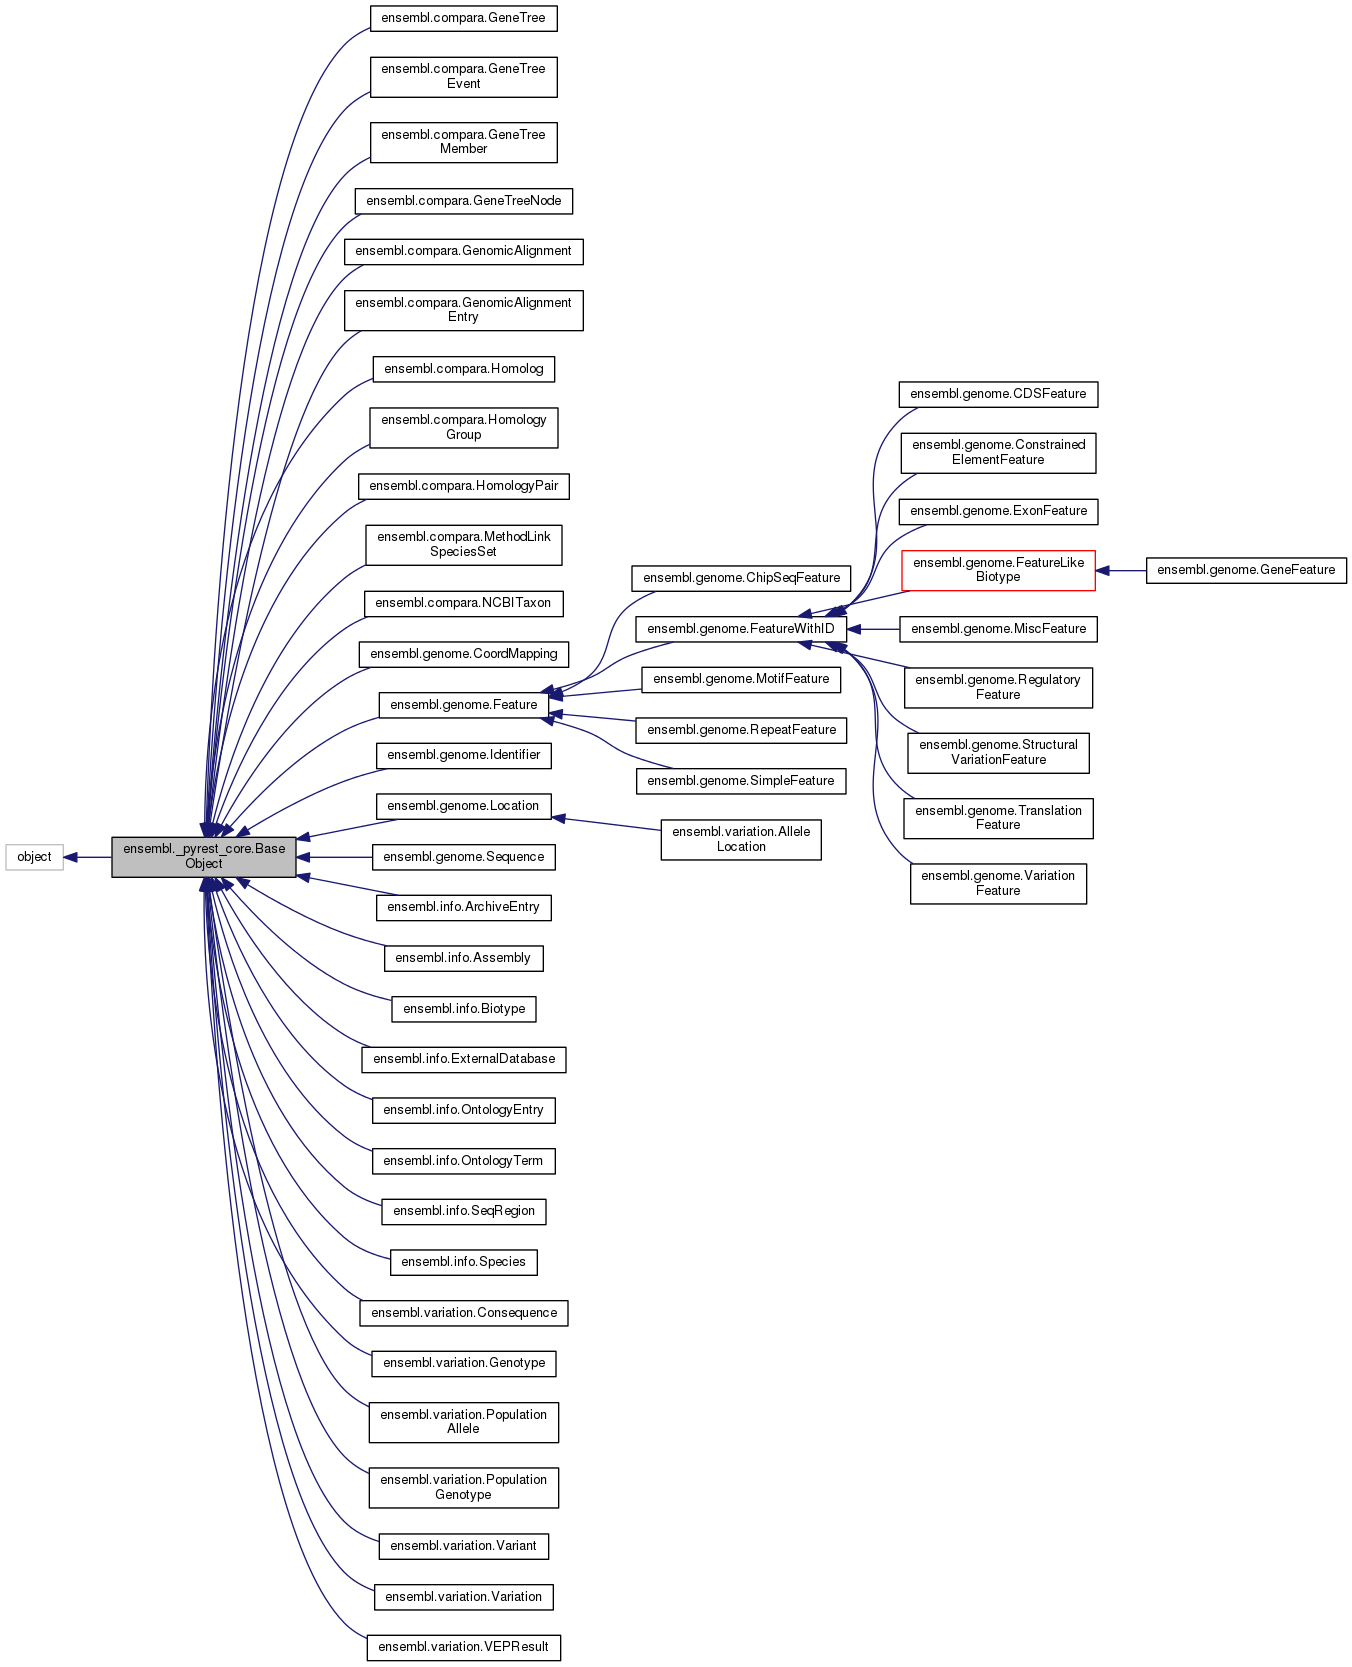 ensembl.compara.GeneTree
ensembl.compara.GeneTree
Event
ensembl.compara.GeneTree
Member
ensembl.compara.GeneTreeNode
ensembl.compara.GenomicAlignment
ensembl.compara.GenomicAlignment
Entry
ensembl.compara.Homolog
ensembl.compara.Homology
Group
ensembl.compara.HomologyPair
ensembl.compara.MethodLink
SpeciesSet
ensembl.compara.NCBITaxon
ensembl.genome.CoordMapping
ensembl.genome.Feature
ensembl.genome.Identifier
ensembl.genome.Location
ensembl.genome.Sequence
ensembl.info.ArchiveEntry
ensembl.info.Assembly
ensembl.info.Biotype
ensembl.info.ExternalDatabase
ensembl.info.OntologyEntry
ensembl.info.OntologyTerm
ensembl.info.SeqRegion
ensembl.info.Species
ensembl.variation.Consequence
ensembl.variation.Genotype
ensembl.variation.Population
Allele
ensembl.variation.Population
Genotype
ensembl.variation.Variant
ensembl.variation.Variation
ensembl.variation.VEPResult
object
ensembl._pyrest_core.Base
Object
ensembl.genome.ChipSeqFeature
ensembl.genome.FeatureWithID
ensembl.genome.MotifFeature
ensembl.genome.RepeatFeature
ensembl.genome.SimpleFeature
ensembl.variation.Allele
Location
ensembl.genome.CDSFeature
ensembl.genome.Constrained
ElementFeature
ensembl.genome.ExonFeature
ensembl.genome.FeatureLike
Biotype
ensembl.genome.MiscFeature
ensembl.genome.Regulatory
Feature
ensembl.genome.Structural
VariationFeature
ensembl.genome.Translation
Feature
ensembl.genome.Variation
Feature
ensembl.genome.GeneFeature